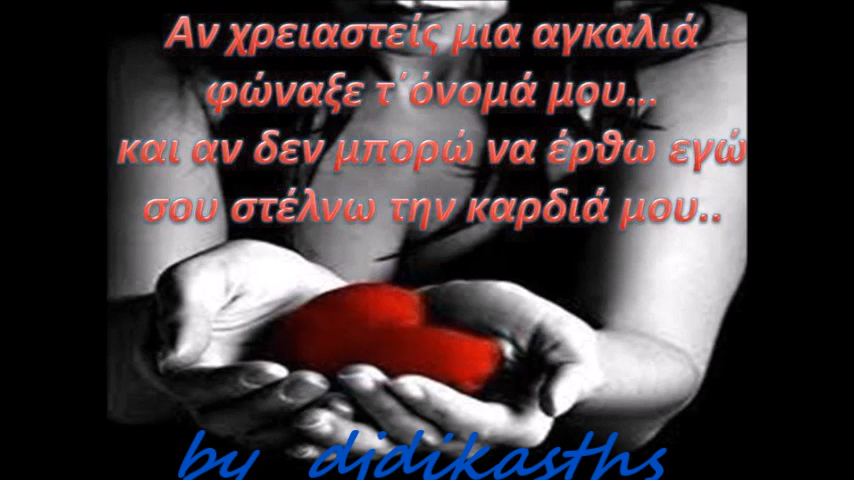 Αν χρειαστείς μια αγκαλιά
φώναξε τ΄όνομά μου...
και αν δεν μπορώ να έρθω εγώ
σου στέλνω την καρδιά μου..
by djdikasths